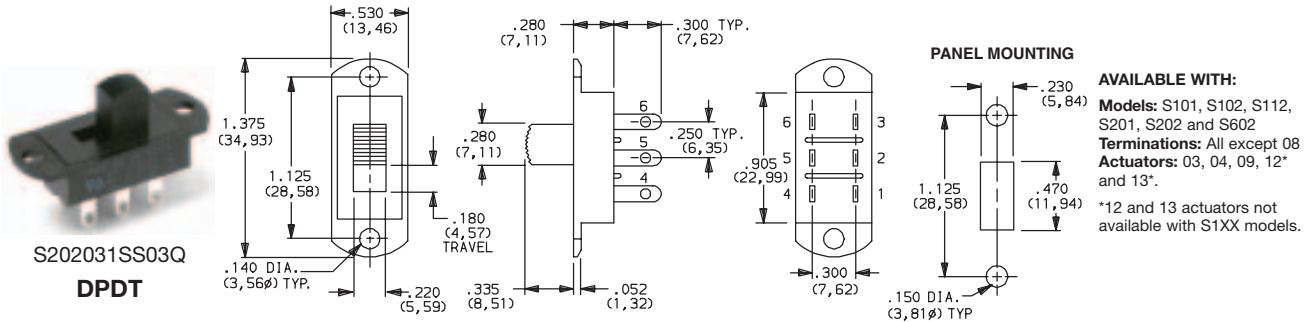 S202031SS03Q
DPDT
.530
(13,46)
1.375
(34,93)
1.125
(28,58)
.180
(4,57)
TRAVEL
.140 DIA.
(3,56ø) TYP.
.220
(5,59)
.280
(7,11)
.300 TYP.
(7,62)
.280
(7,11)
6
5
4
.250 TYP.
(6,35)
.335
(8,51)
.052
(1,32)
.905
(22,99)
6 3
5 2
4 1
.300
(7,62)
PANEL MOUNTING
.230
(5,84)
1.125
(28,58)
.470
(11,94)
.150 DIA.
(3,81ø) TYP
AVAILABLE WITH:
Models: S101, S102, S112,
S201, S202 and S602
Terminations: All except 08
Actuators: 03, 04, 09, 12*
and 13*.
*12 and 13 actuators not
available with S1XX models.